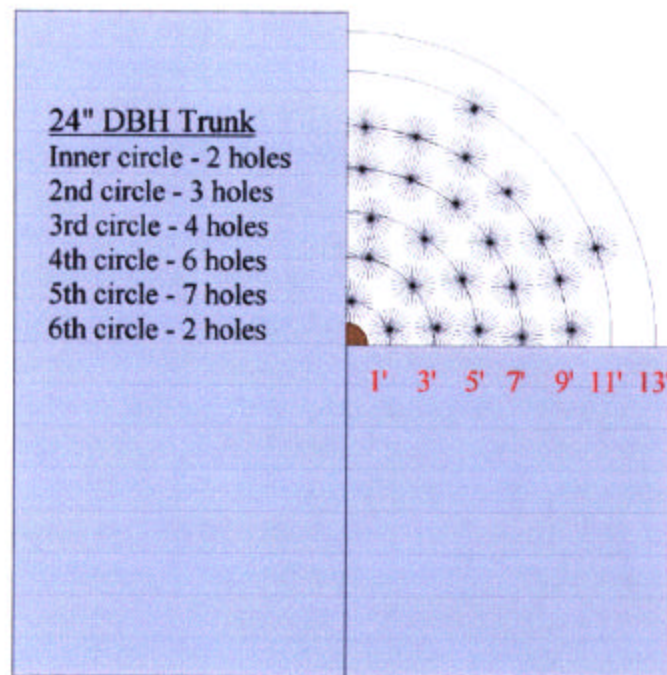 24" DBH Trunk
Inner circle - 2 holes
2nd circle - 3 holes
3rd circle - 4 holes
4th circle - 6 holes
5th circle - 7 holes
6th circle - 2 holes
1' 3' 5' 7' 9' 11' 13'